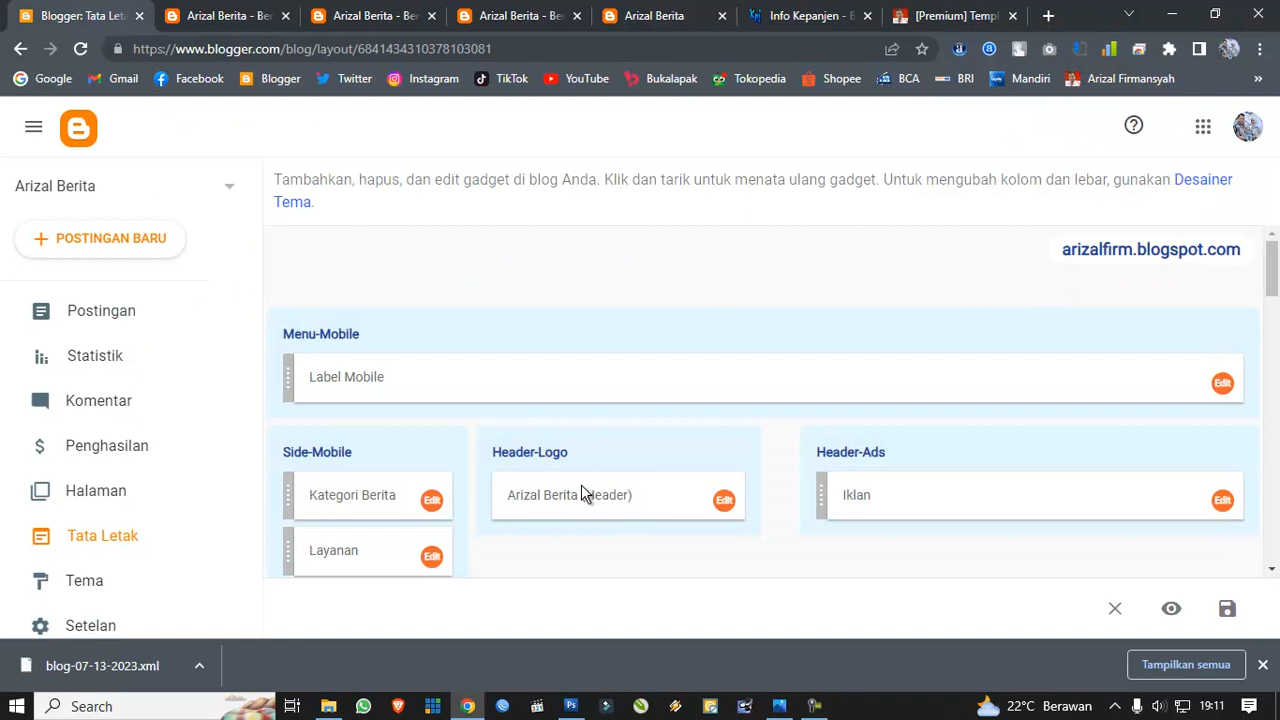 Blogger: Tata Leta
Arizal Berita - Be
Arizal Berita - Be
Arizal Berita - Be
Arizal Berita
Info Kepanjen - B
[Premium] Templ
https://www.blogger.com/blog/layout/6841434310378103081
Google
Gmail
Facebook
Blogger
Twitter
Instagram
TikTok
YouTube
Bukalapak
Tokopedia
Shopee
BCA
BRI
Mandiri
Arizal Firmansyah
»
Arizal Berita
Tambahkan, hapus, dan edit gadget di blog Anda. Klik dan tarik untuk menata ulang gadget. Untuk mengubah kolom dan lebar, gunakan Desainer
Tema.
+ POSTINGAN BARU
arizalfirm.blogspot.com
Postingan
Statistik
Komentar
Penghasilan
Halaman
Tata Letak
Tema
Setelan
Menu-Mobile
Label Mobile
Edit
Side-Mobile
Header-Logo
Header-Ads
Kategori Berita
Edit
Arizal Berita
Edit
Iklan
Edit
Layanan
Edit
blog-07-13-2023.xml
Tampilkan semua
Search
22°C Berawan
19:11